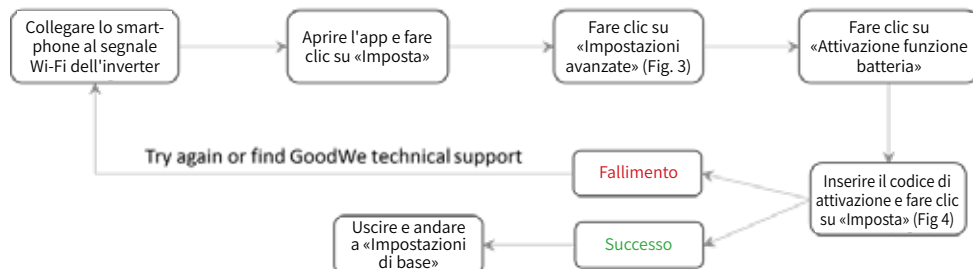 Collegare lo smart-
phone al segnale
Wi-Fi dell'inverter
Aprire l'app e fare
clic su «Imposta»
Fare clic su
«Impostazioni
avanzate» (Fig. 3)
Fare clic su
«Attivazione funzione
batteria»
Try again or find GoodWe technical support
Fallimento
Inserire il codice di
attivazione e fare clic
su «Imposta» (Fig 4)
Uscire e andare
a «Impostazioni
di base»
Successo